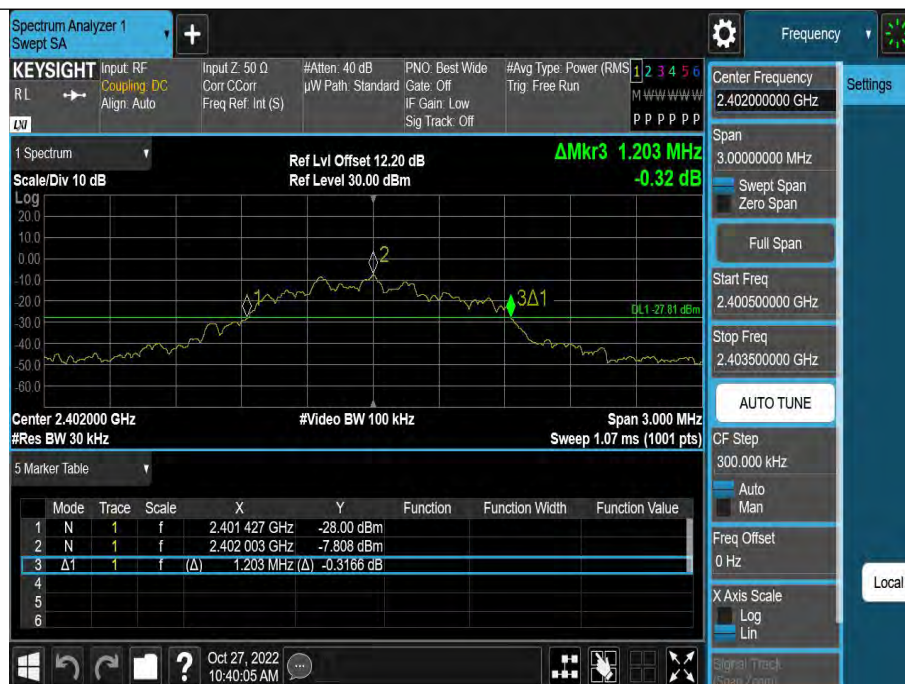 Spectrum Analyzer 1
Swept SA
+
Frequency
KEYSIGHT
RL
LXI
Input: RF
Coupling: DC
Align: Auto
Input Z: 50 Ω
Corr CCorr
Freq Ref: Int (S)
#Atten: 40 dB
µW Path: Standard
PNO: Best Wide
Gate: Off
IF Gain: Low
Sig Track: Off
#Avg Type: Power (RMS
Trig: Free Run
1 2 3 4 5 6
M W W W W W
P P P P P P
1 Spectrum
Scale/Div 10 dB
Ref Lvl Offset 12.20 dB
Ref Level 30.00 dBm
ΔMkr3 1.203 MHz
-0.32 dB
Log
20.0
10.0
0.00
-10.0
-20.0
-30.0
-40.0
-50.0
-60.0
1
2
3Δ1
DL1 -27.81 dBm
Center 2.402000 GHz
#Video BW 100 kHz
Span 3.000 MHz
#Res BW 30 kHz
Sweep 1.07 ms (1001 pts)
5 Marker Table
Mode Trace Scale X Y Function Function Width Function Value
1 N 1 f 2.401 427 GHz -28.00 dBm
2 N 1 f 2.402 003 GHz -7.808 dBm
3 Δ1 1 f (Δ) 1.203 MHz (Δ) -0.3166 dB
4
5
6
?
Oct 27, 2022
10:40:05 AM
Center Frequency
2.402000000 GHz
Span
3.00000000 MHz
Swept Span
Zero Span
Full Span
Start Freq
2.400500000 GHz
Stop Freq
2.403500000 GHz
AUTO TUNE
CF Step
300.000 kHz
Auto
Man
Freq Offset
0 Hz
X Axis Scale
Log
Lin
Signal Track
(Span Zoom)
Settings
Local